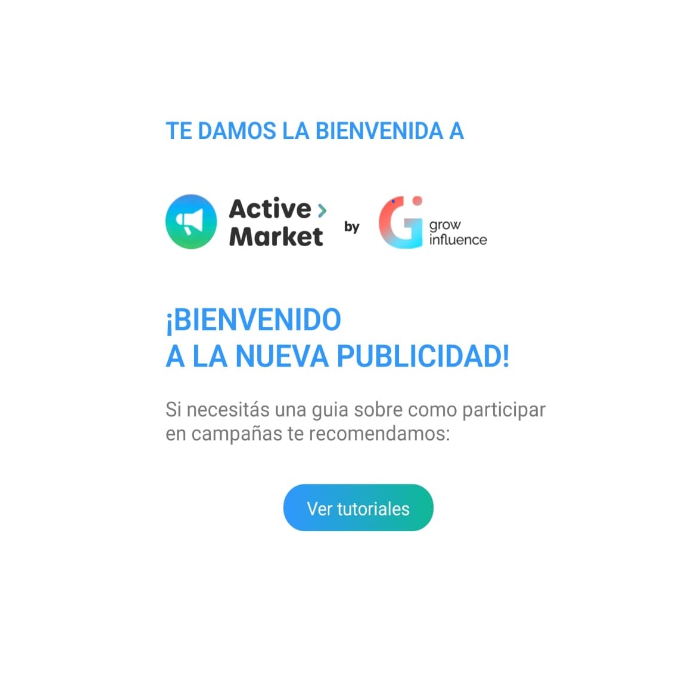 TE DAMOS LA BIENVENIDA A
Active >
Market
by
grow
influence
¡BIENVENIDO
A LA NUEVA PUBLICIDAD!
Si necesitás una guia sobre como participar
en campañas te recomendamos:
Ver tutoriales